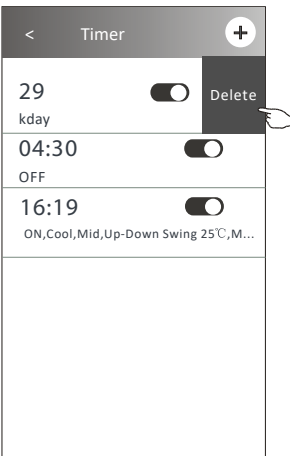 < Timer +
29 Delete
kday
04:30
OFF
16:19
ON,Cool,Mid,Up-Down Swing 25℃,M...